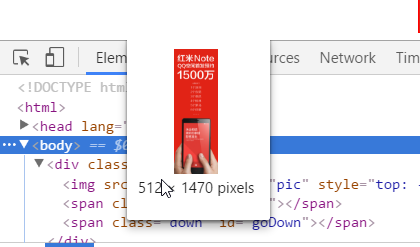 Elem
urces
Network
Tim
红米Note
1500万
512 × 1470 pixels
<!DOCTYPE htm
<html>
<head lang="
<body> == $0
<div class
<img src
"pic" style="top: -
<span c
"></span>
<span class="down" id="goDown"></span>
</div>